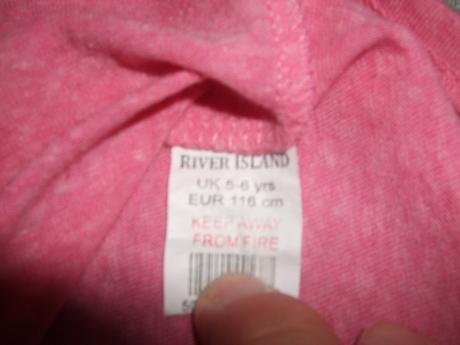 RIVER ISLAND
UK 5-6 yrs
EUR 116 cm
KEEP AWAY
FROM FIRE